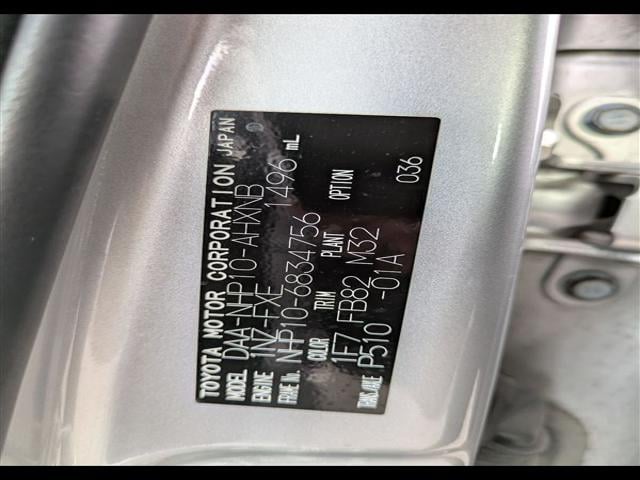 TOYOTA MOTOR CORPORATION JAPAN
MODEL DAA-NHP10-AHXNB
ENGINE 1NZ-FXE 1496 mL
FRAME No. NHP10-6834756
COLOR TRIM PLANT OPTION
1F7 FB82 M32 036
TRANS./AXLE P510 -01A